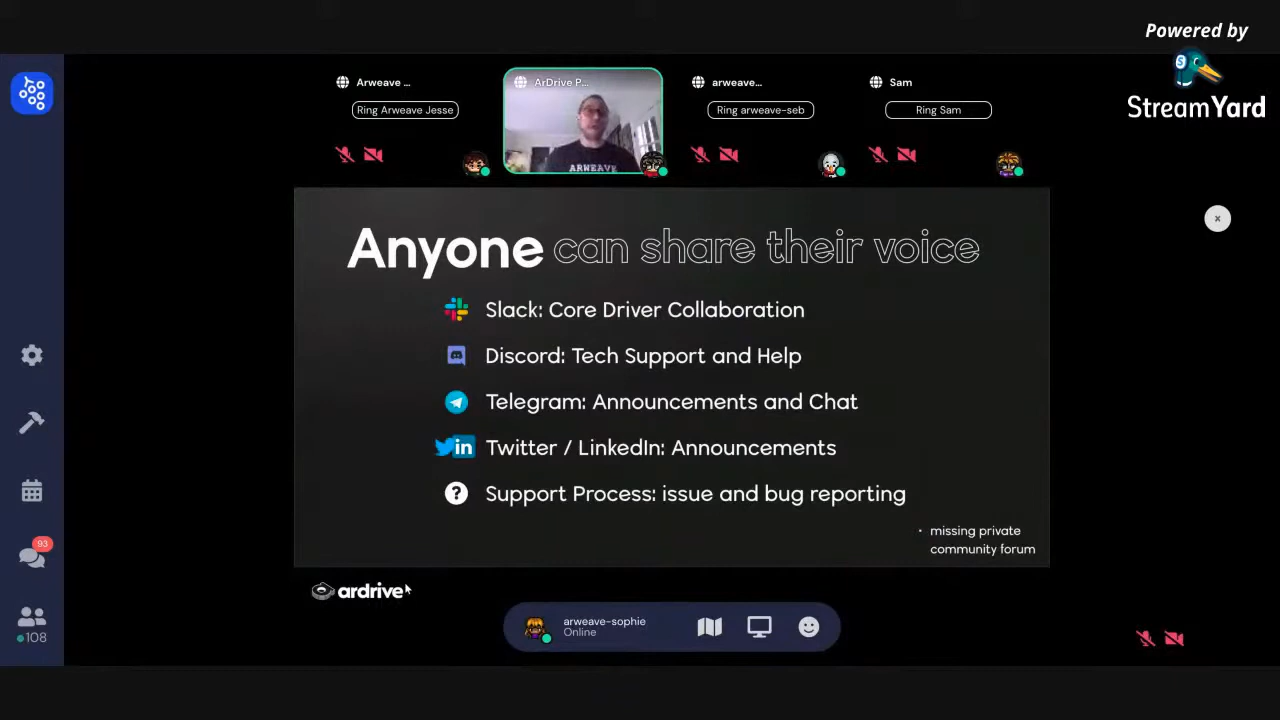 Powered by
StreamYard
Arweave ...
Ring Arweave Jesse
ArDrive P...
ARWEAVE
arweave...
Ring arweave-seb
Sam
Ring Sam
Anyone can share their voice
Slack: Core Driver Collaboration
Discord: Tech Support and Help
Telegram: Announcements and Chat
in Twitter / LinkedIn: Announcements
? Support Process: issue and bug reporting
· missing private
community forum
ardrive
arweave-sophie
Online
93
108